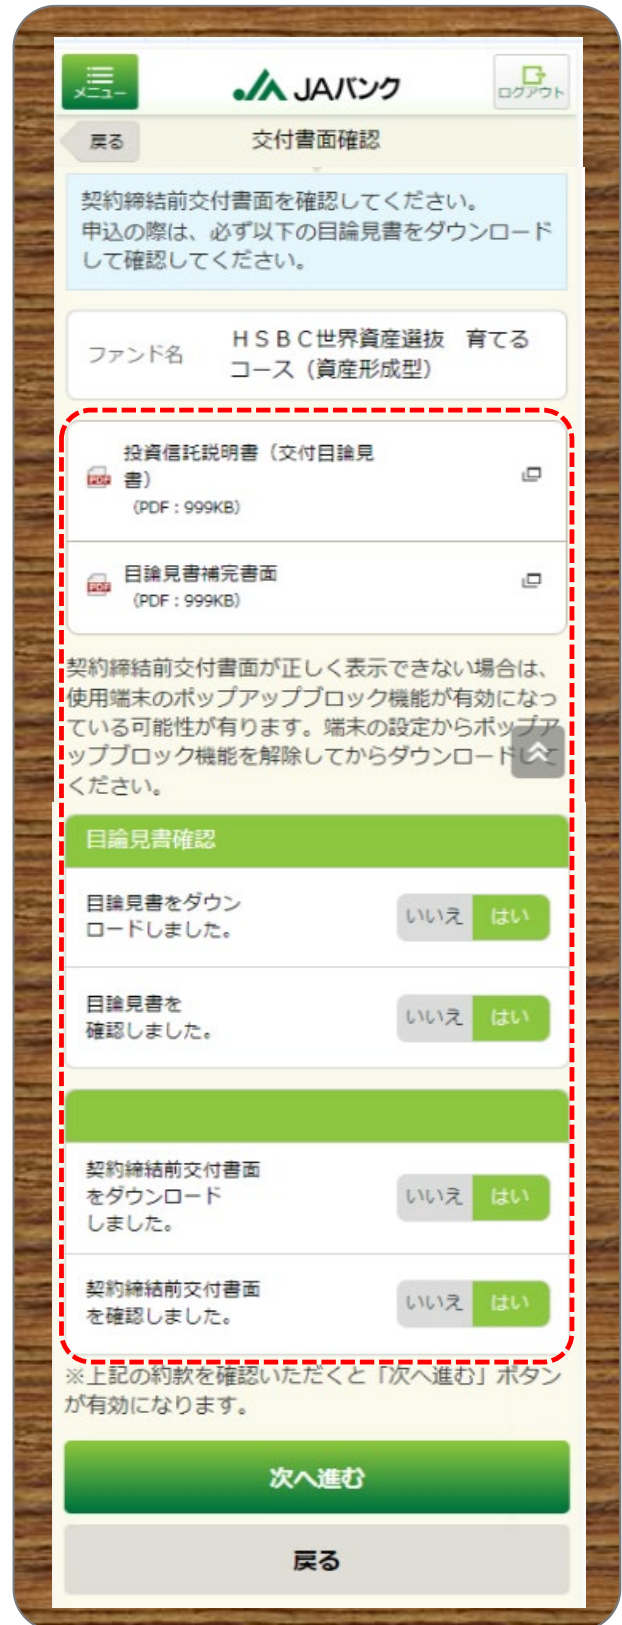 メニュー
JAバンク
ログアウト
戻る
交付書面確認
契約締結前交付書面を確認してください。
申込の際は、必ず以下の目論見書をダウンロード
して確認してください。
ファンド名
ＨＳＢＣ世界資産選抜　育てる
コース（資産形成型）
投資信託説明書（交付目論見
書）
（PDF：999KB）
目論見書補完書面
（PDF：999KB）
契約締結前交付書面が正しく表示できない場合は、
使用端末のポップアップブロック機能が有効になっ
ている可能性が有ります。端末の設定からポップア
ップブロック機能を解除してからダウンロードして
ください。
目論見書確認
目論見書をダウン
ロードしました。
いいえ はい
目論見書を
確認しました。
いいえ はい
契約締結前交付書面
をダウンロード
しました。
いいえ はい
契約締結前交付書面
を確認しました。
いいえ はい
※上記の約款を確認いただくと「次へ進む」ボタン
が有効になります。
次へ進む
戻る